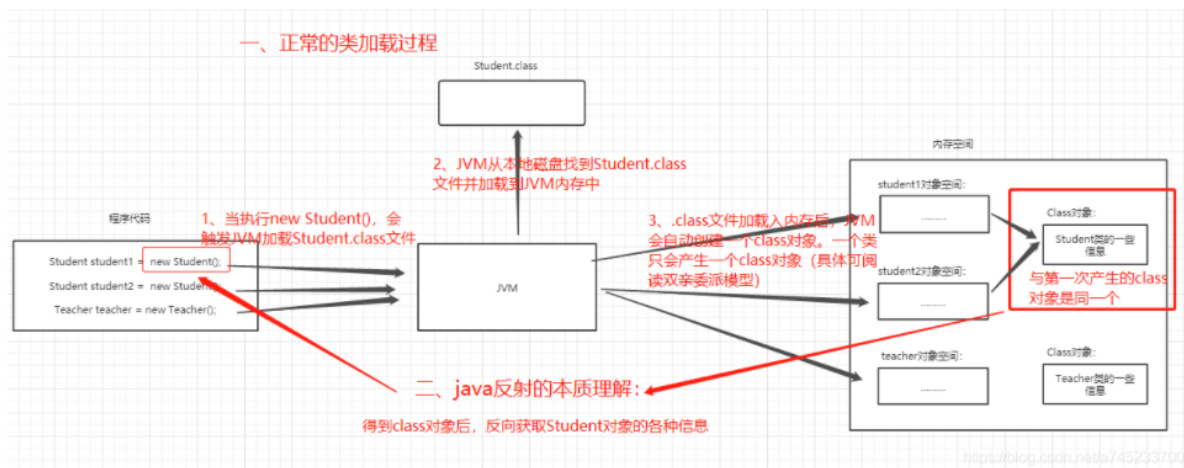 一、正常的类加载过程
Student.class
2、JVM从本地磁盘找到Student.class
文件并加载到JVM内存中
程序代码
1、当执行new Student()，会
触发JVM加载Student.class文件
Student student1 = new Student();
Student student2 = new Student();
Teacher teacher = new Teacher();
JVM
3、.class文件加载入内存后，JVM
会自动创建一个class对象。一个类
只会产生一个class对象（具体可阅
读双亲委派模型）
内存空间
student1对象空间:
.........
student2对象空间:
.........
teacher对象空间:
.........
Class对象:
Student类的一些
信息
与第一次产生的class
对象是同一个
Class对象:
Teacher类的一些
信息
二、java反射的本质理解:
得到class对象后，反向获取Student对象的各种信息
https://blog.csdn.net/a745233700